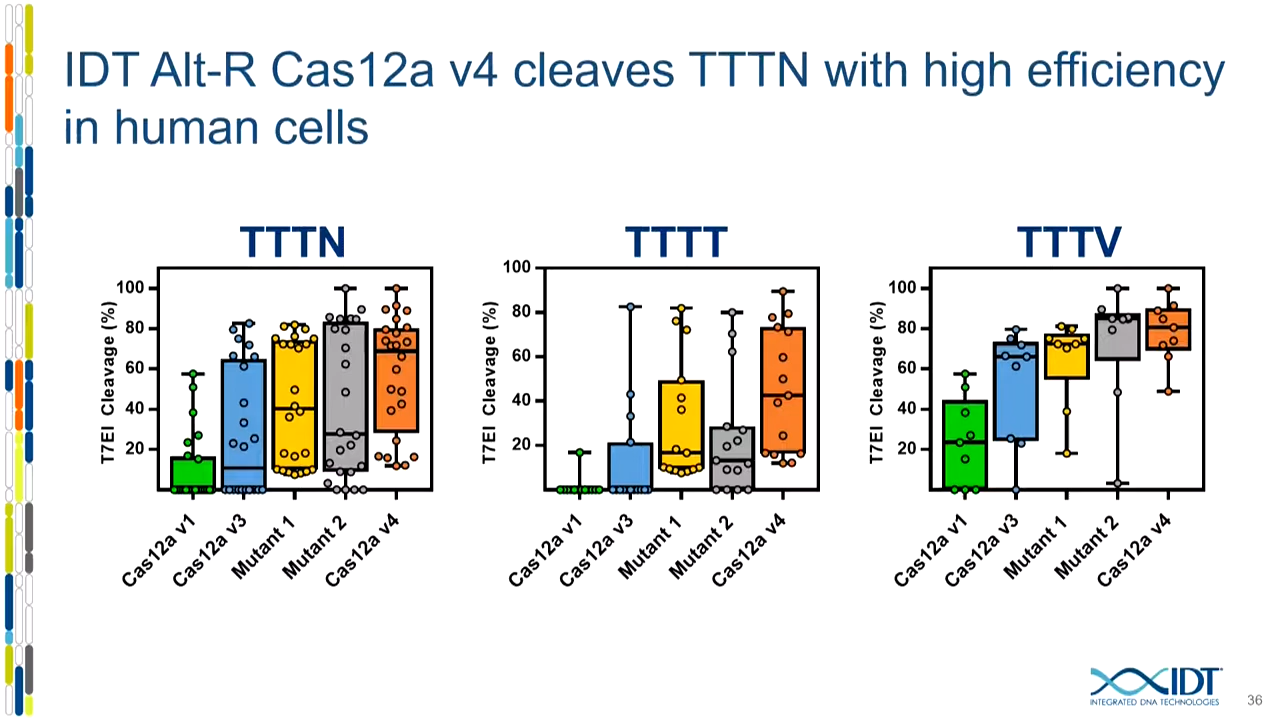 IDT Alt-R Cas12a v4 cleaves TTTN with high efficiency
in human cells
TTTN
T7EI Cleavage (%)
100
80
60
40
20
Cas12a v1
Cas12a v3
Mutant 1
Mutant 2
Cas12a v4
TTTT
T7EI Cleavage (%)
100
80
60
40
20
Cas12a v1
Cas12a v3
Mutant 1
Mutant 2
Cas12a v4
TTTV
T7EI Cleavage (%)
100
80
60
40
20
Cas12a v1
Cas12a v3
Mutant 1
Mutant 2
Cas12a v4
IDT
INTEGRATED DNA TECHNOLOGIES
36